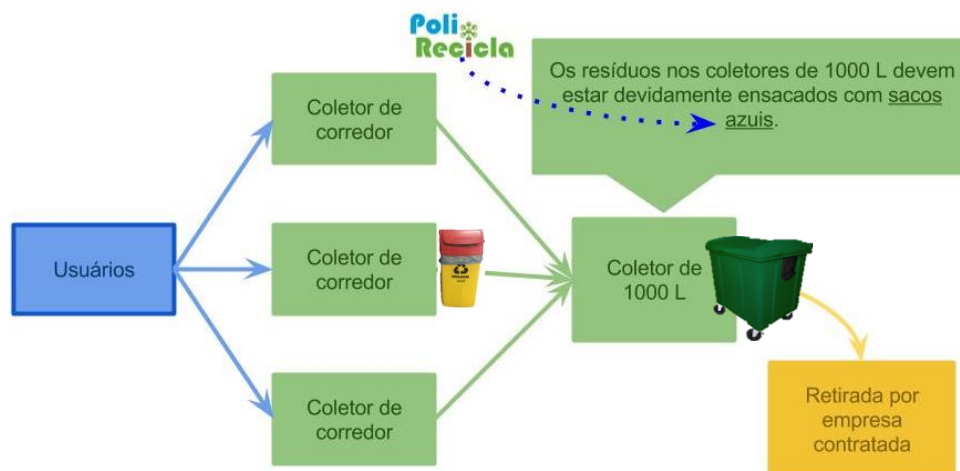 Poli
Recicla
Os resíduos nos coletores de 1000 L devem
estar devidamente ensacados com sacos
azuis.
Coletor de
corredor
Usuários
Coletor de
corredor
Coletor de
1000 L
Coletor de
corredor
Retirada por
empresa
contratada